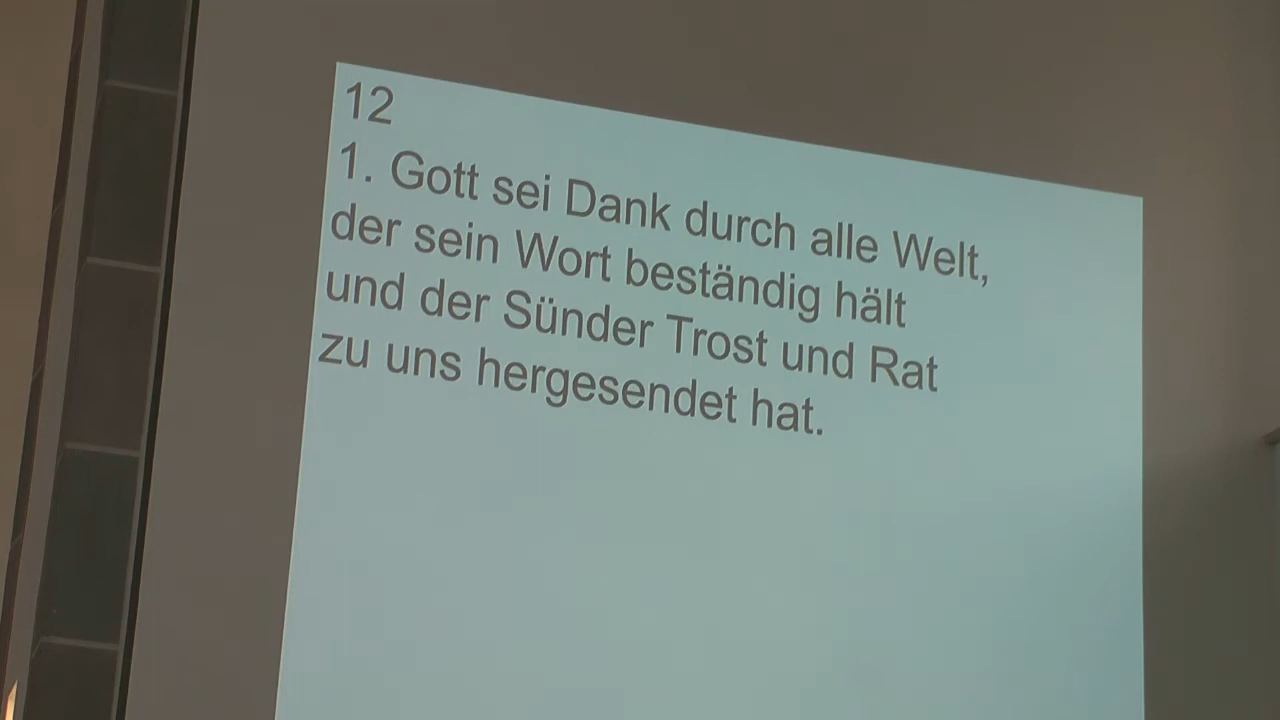 12
1. Gott sei Dank durch alle Welt,
der sein Wort beständig hält
und der Sünder Trost und Rat
zu uns hergesendet hat.